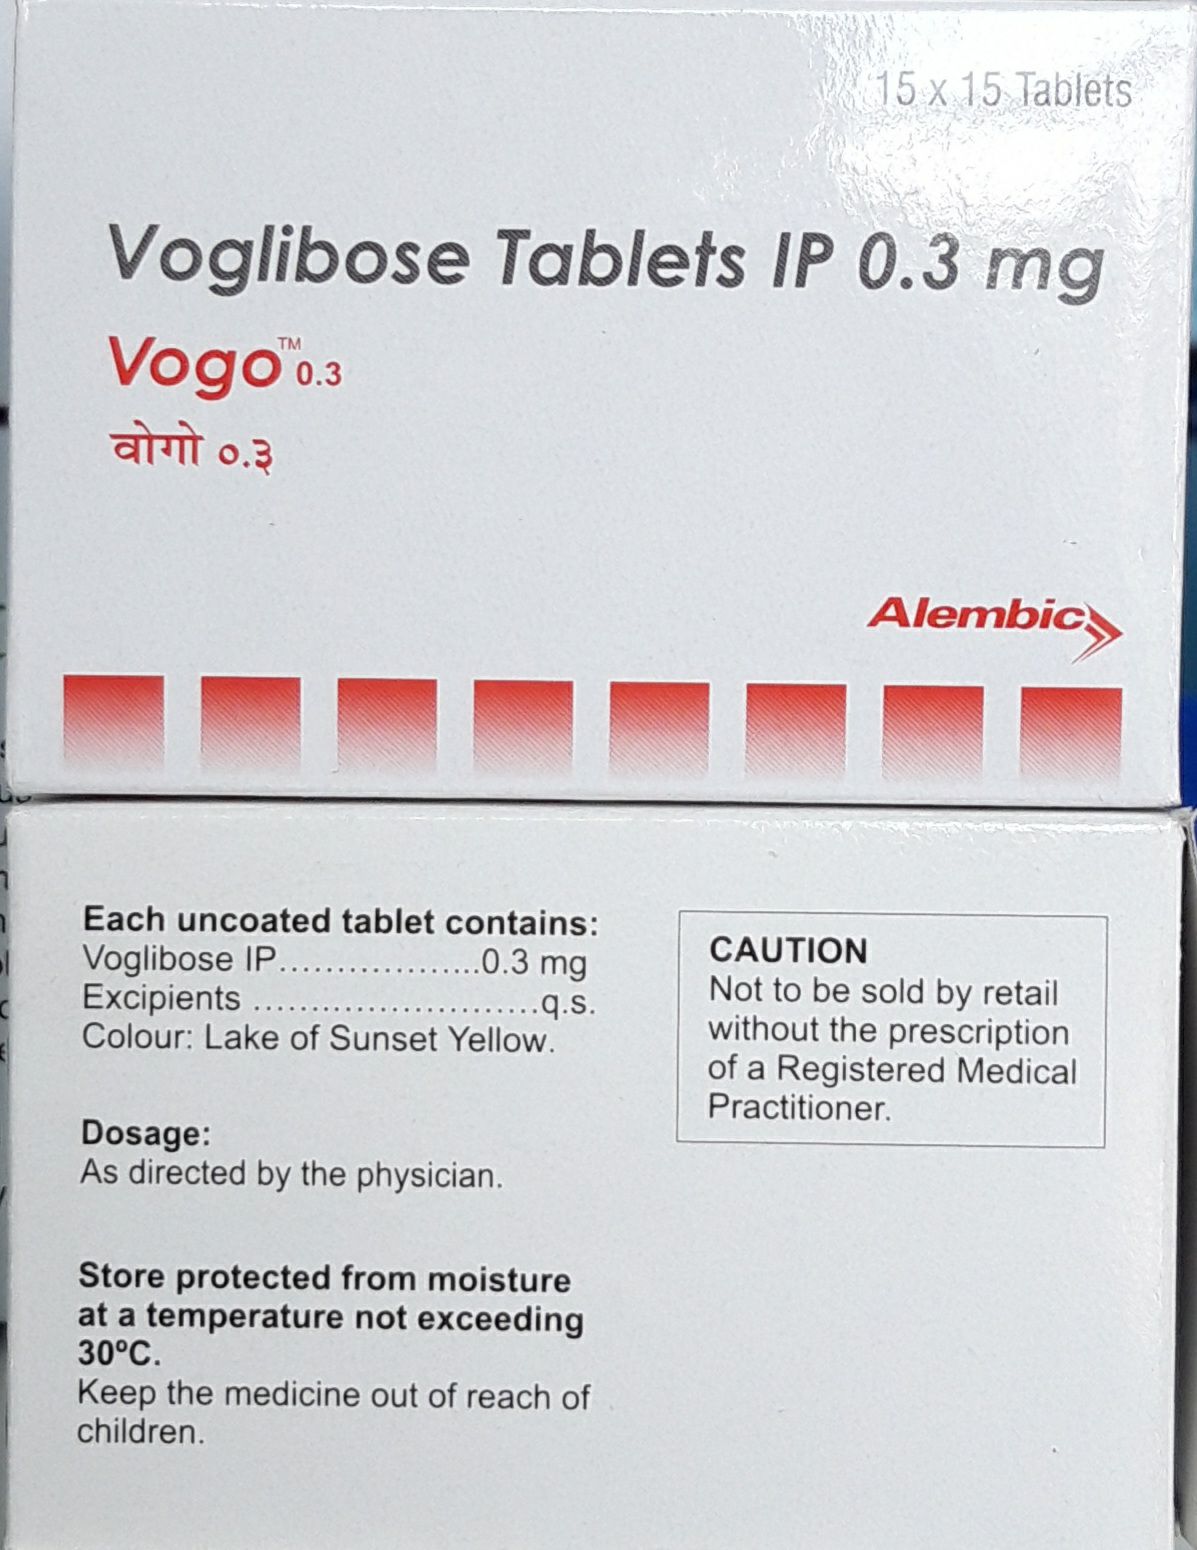 15 x 15 Tablets
Voglibose Tablets IP 0.3 mg
Vogo™ 0.3
वोगो ०.३
Alembic
Each uncoated tablet contains:
Voglibose IP..................0.3 mg
Excipients .........................q.s.
Colour: Lake of Sunset Yellow.
Dosage:
As directed by the physician.
Store protected from moisture
at a temperature not exceeding
30ºC.
Keep the medicine out of reach of
children.
CAUTION
Not to be sold by retail
without the prescription
of a Registered Medical
Practitioner.